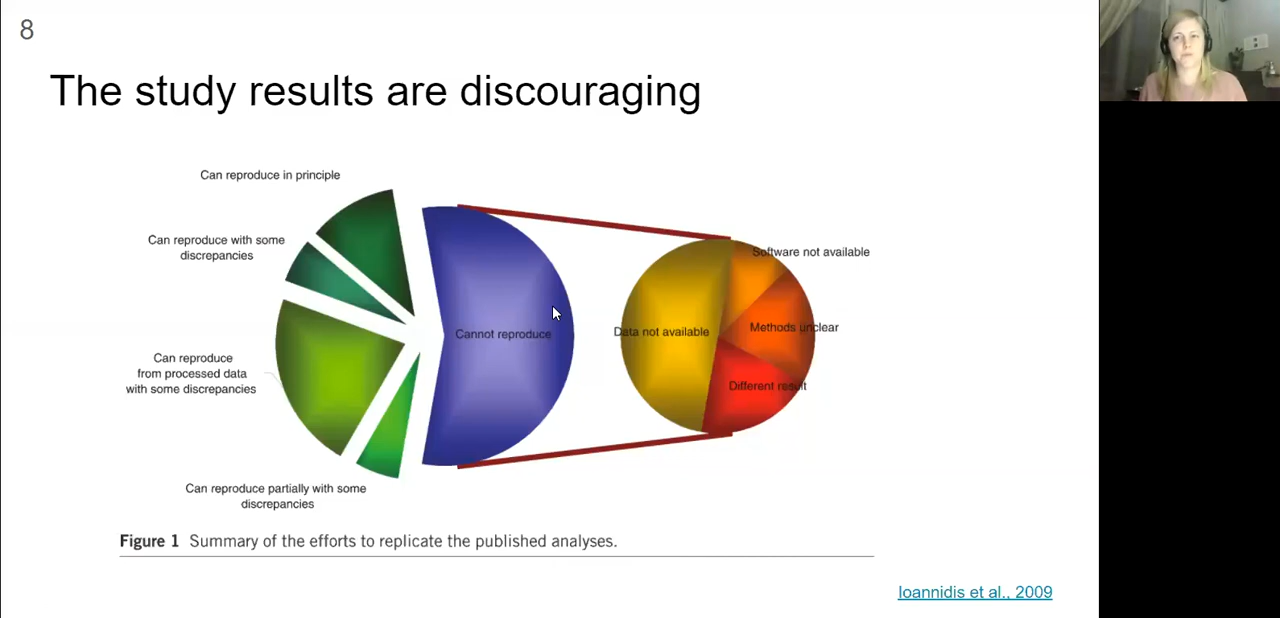 8
The study results are discouraging
Can reproduce in principle
Can reproduce with some
discrepancies
Can reproduce
from processed data
with some discrepancies
Can reproduce partially with some
discrepancies
Cannot reproduce
Data not available
Software not available
Methods unclear
Different result
Figure 1 Summary of the efforts to replicate the published analyses.
Ioannidis et al., 2009